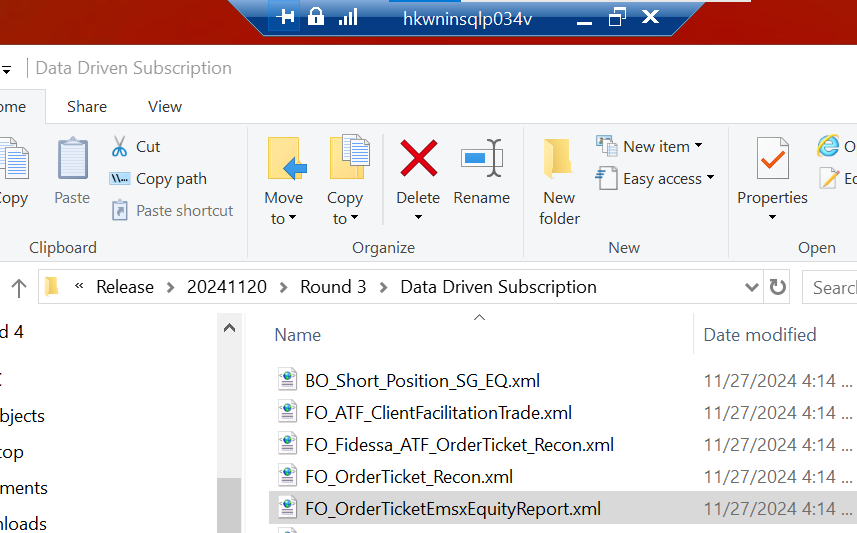 hkwninsqlp034v
Data Driven Subscription
ome Share View
opy
Paste
Cut
Copy path
Paste shortcut
Move to
Copy to
Delete
Rename
New folder
New item
Easy access
Properties
Clipboard Organize New Open
« Release > 20241120 > Round 3 > Data Driven Subscription
Searc
d 4
bjects
top
ments
nloads
Name Date modified
BO_Short_Position_SG_EQ.xml 11/27/2024 4:14 ...
FO_ATF_ClientFacilitationTrade.xml 11/27/2024 4:14 ...
FO_Fidessa_ATF_OrderTicket_Recon.xml 11/27/2024 4:14 ...
FO_OrderTicket_Recon.xml 11/27/2024 4:14 ...
FO_OrderTicketEmsxEquityReport.xml 11/27/2024 4:14 ...